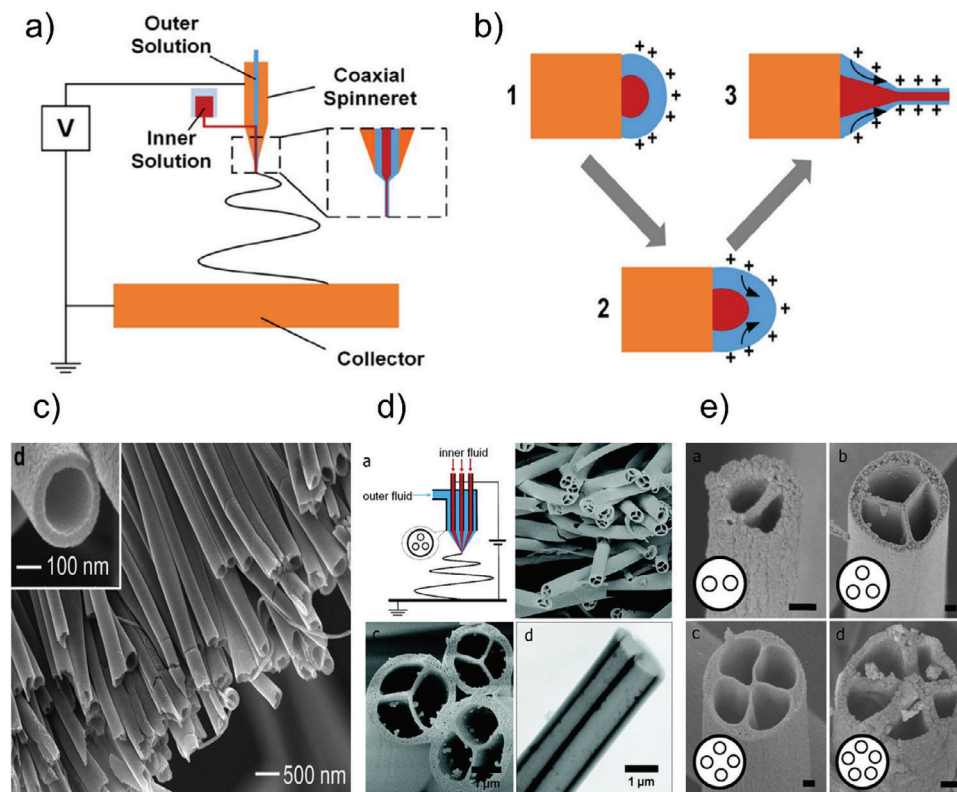 a)
Outer
Solution
Coaxial
Spinneret
V
Inner
Solution
Collector
b)
1
+ + + + + + +
3
+ + + + + + + + + +
2
+ + + + + + +
c)
d
100 nm
500 nm
d)
a
inner fluid
outer fluid
c
1 µm
d
1 µm
e)
a
b
c
d